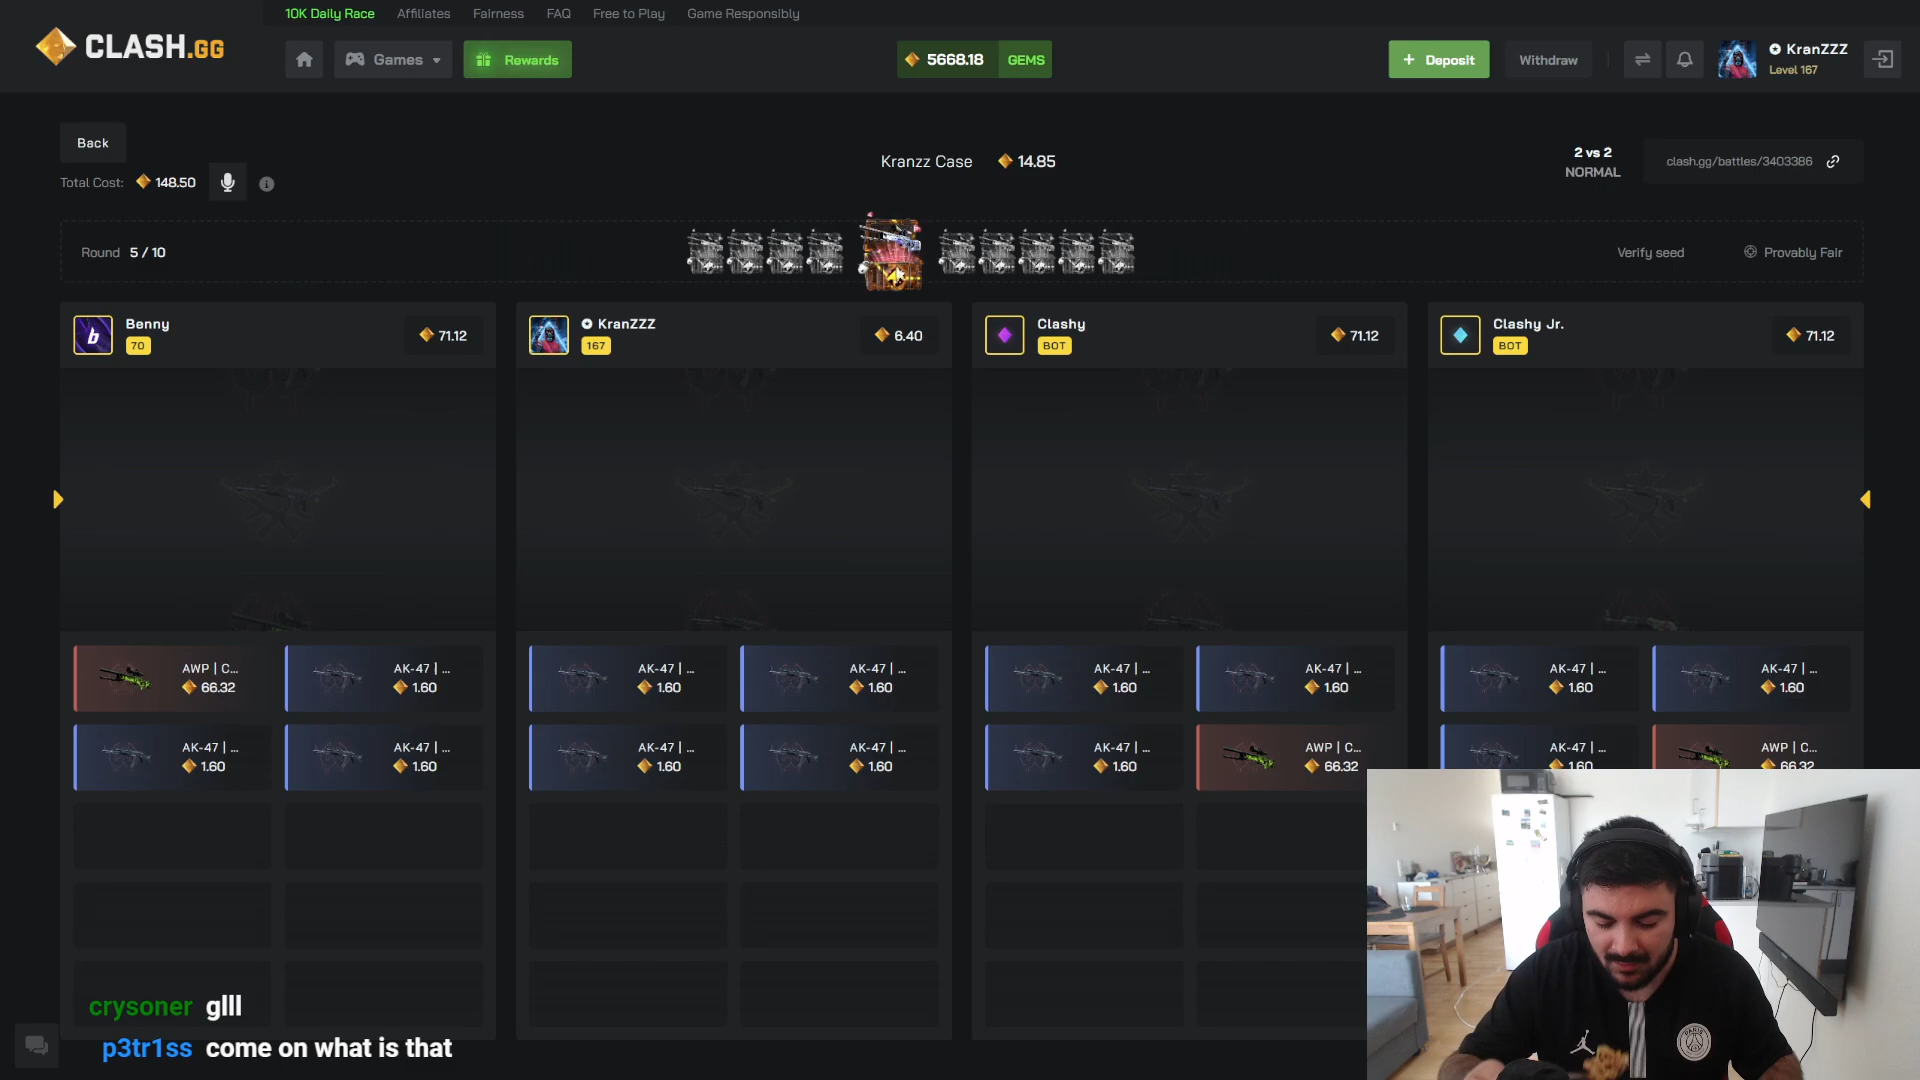 10K Daily Race Affiliates Fairness FAQ Free to Play Game Responsibly
CLASH.GG
Games
Rewards
5668.18 GEMS
+ Deposit
Withdraw
KranZZZ
Level 167
Back
Total Cost: 148.50
Kranzz Case 14.85
2 vs 2
NORMAL
clash.gg/battles/3403386
Round 5 / 10
Verify seed
Provably Fair
Benny
70
71.12
KranZZZ
167
6.40
Clashy
BOT
71.12
Clashy Jr.
BOT
71.12
AWP | C...
66.32
AK-47 | ...
1.60
AK-47 | ...
1.60
AK-47 | ...
1.60
AK-47 | ...
1.60
AK-47 | ...
1.60
AK-47 | ...
1.60
AK-47 | ...
1.60
AK-47 | ...
1.60
AK-47 | ...
1.60
AK-47 | ...
1.60
AWP | C...
66.32
AK-47 | ...
1.60
AK-47 | ...
1.60
AK-47 | ...
1.60
AWP | C...
66.32
crysoner glll
p3tr1ss come on what is that
PARIS